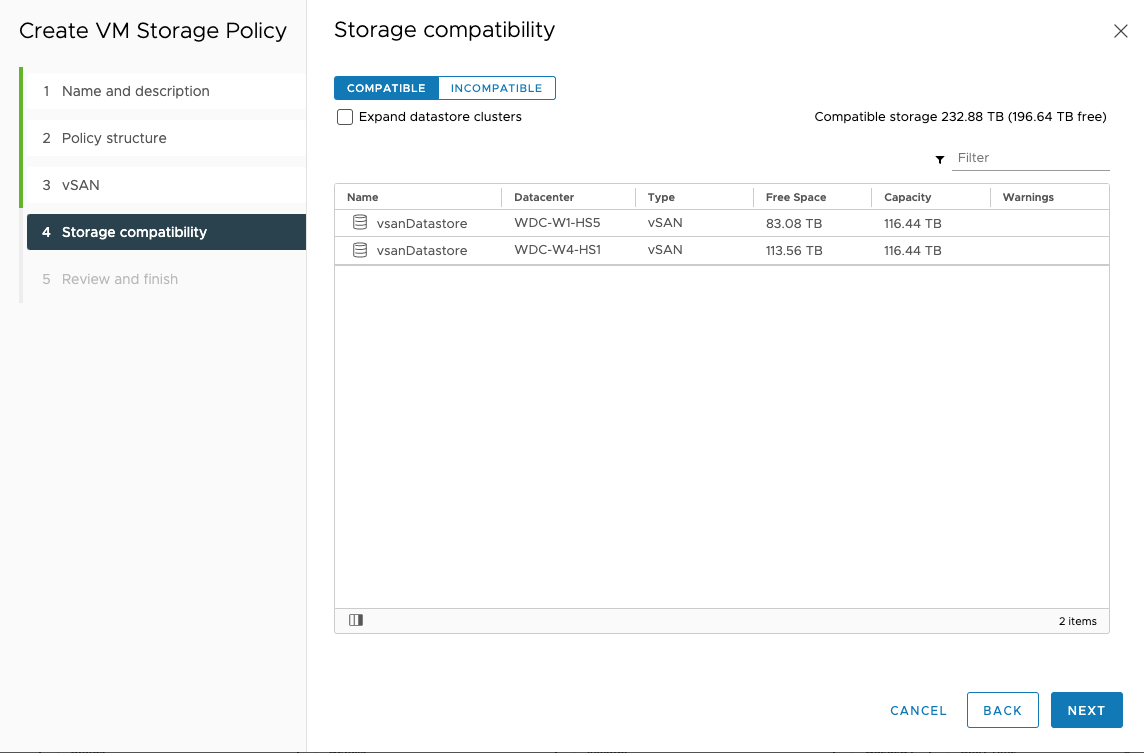 Create VM Storage Policy
1 Name and description
2 Policy structure
3 vSAN
4 Storage compatibility
5 Review and finish
Storage compatibility
COMPATIBLE INCOMPATIBLE
Expand datastore clusters
Compatible storage 232.88 TB (196.64 TB free)
Filter
Name Datacenter Type Free Space Capacity Warnings
vsanDatastore WDC-W1-HS5 vSAN 83.08 TB 116.44 TB
vsanDatastore WDC-W4-HS1 vSAN 113.56 TB 116.44 TB
2 items
CANCEL BACK NEXT